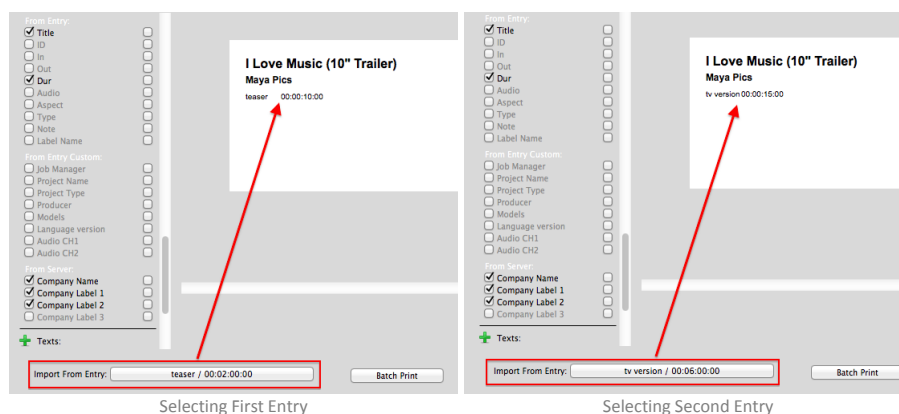 From Entry:
Title
ID
In
Out
Dur
Audio
Aspect
Type
Note
Label Name
From Entry Custom:
Job Manager
Project Name
Project Type
Producer
Models
Language version
Audio CH1
Audio CH2
From Server:
Company Name
Company Label 1
Company Label 2
Company Label 3
Texts:
I Love Music (10" Trailer)
Maya Pics
teaser 00:00:10:00
Import From Entry: teaser / 00:02:00:00
Batch Print
Selecting First Entry
From Entry:
Title
ID
In
Out
Dur
Audio
Aspect
Type
Note
Label Name
From Entry Custom:
Job Manager
Project Name
Project Type
Producer
Models
Language version
Audio CH1
Audio CH2
From Server:
Company Name
Company Label 1
Company Label 2
Company Label 3
Texts:
I Love Music (10" Trailer)
Maya Pics
tv version 00:00:15:00
Import From Entry: tv version / 00:06:00:00
Batch Print
Selecting Second Entry